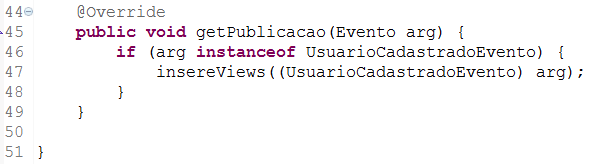 44 @Override
45 public void getPublicacao(Evento arg) {
46 if (arg instanceof UsuarioCadastradoEvento) {
47 insereViews((UsuarioCadastradoEvento) arg);
48 }
49 }
50
51 }